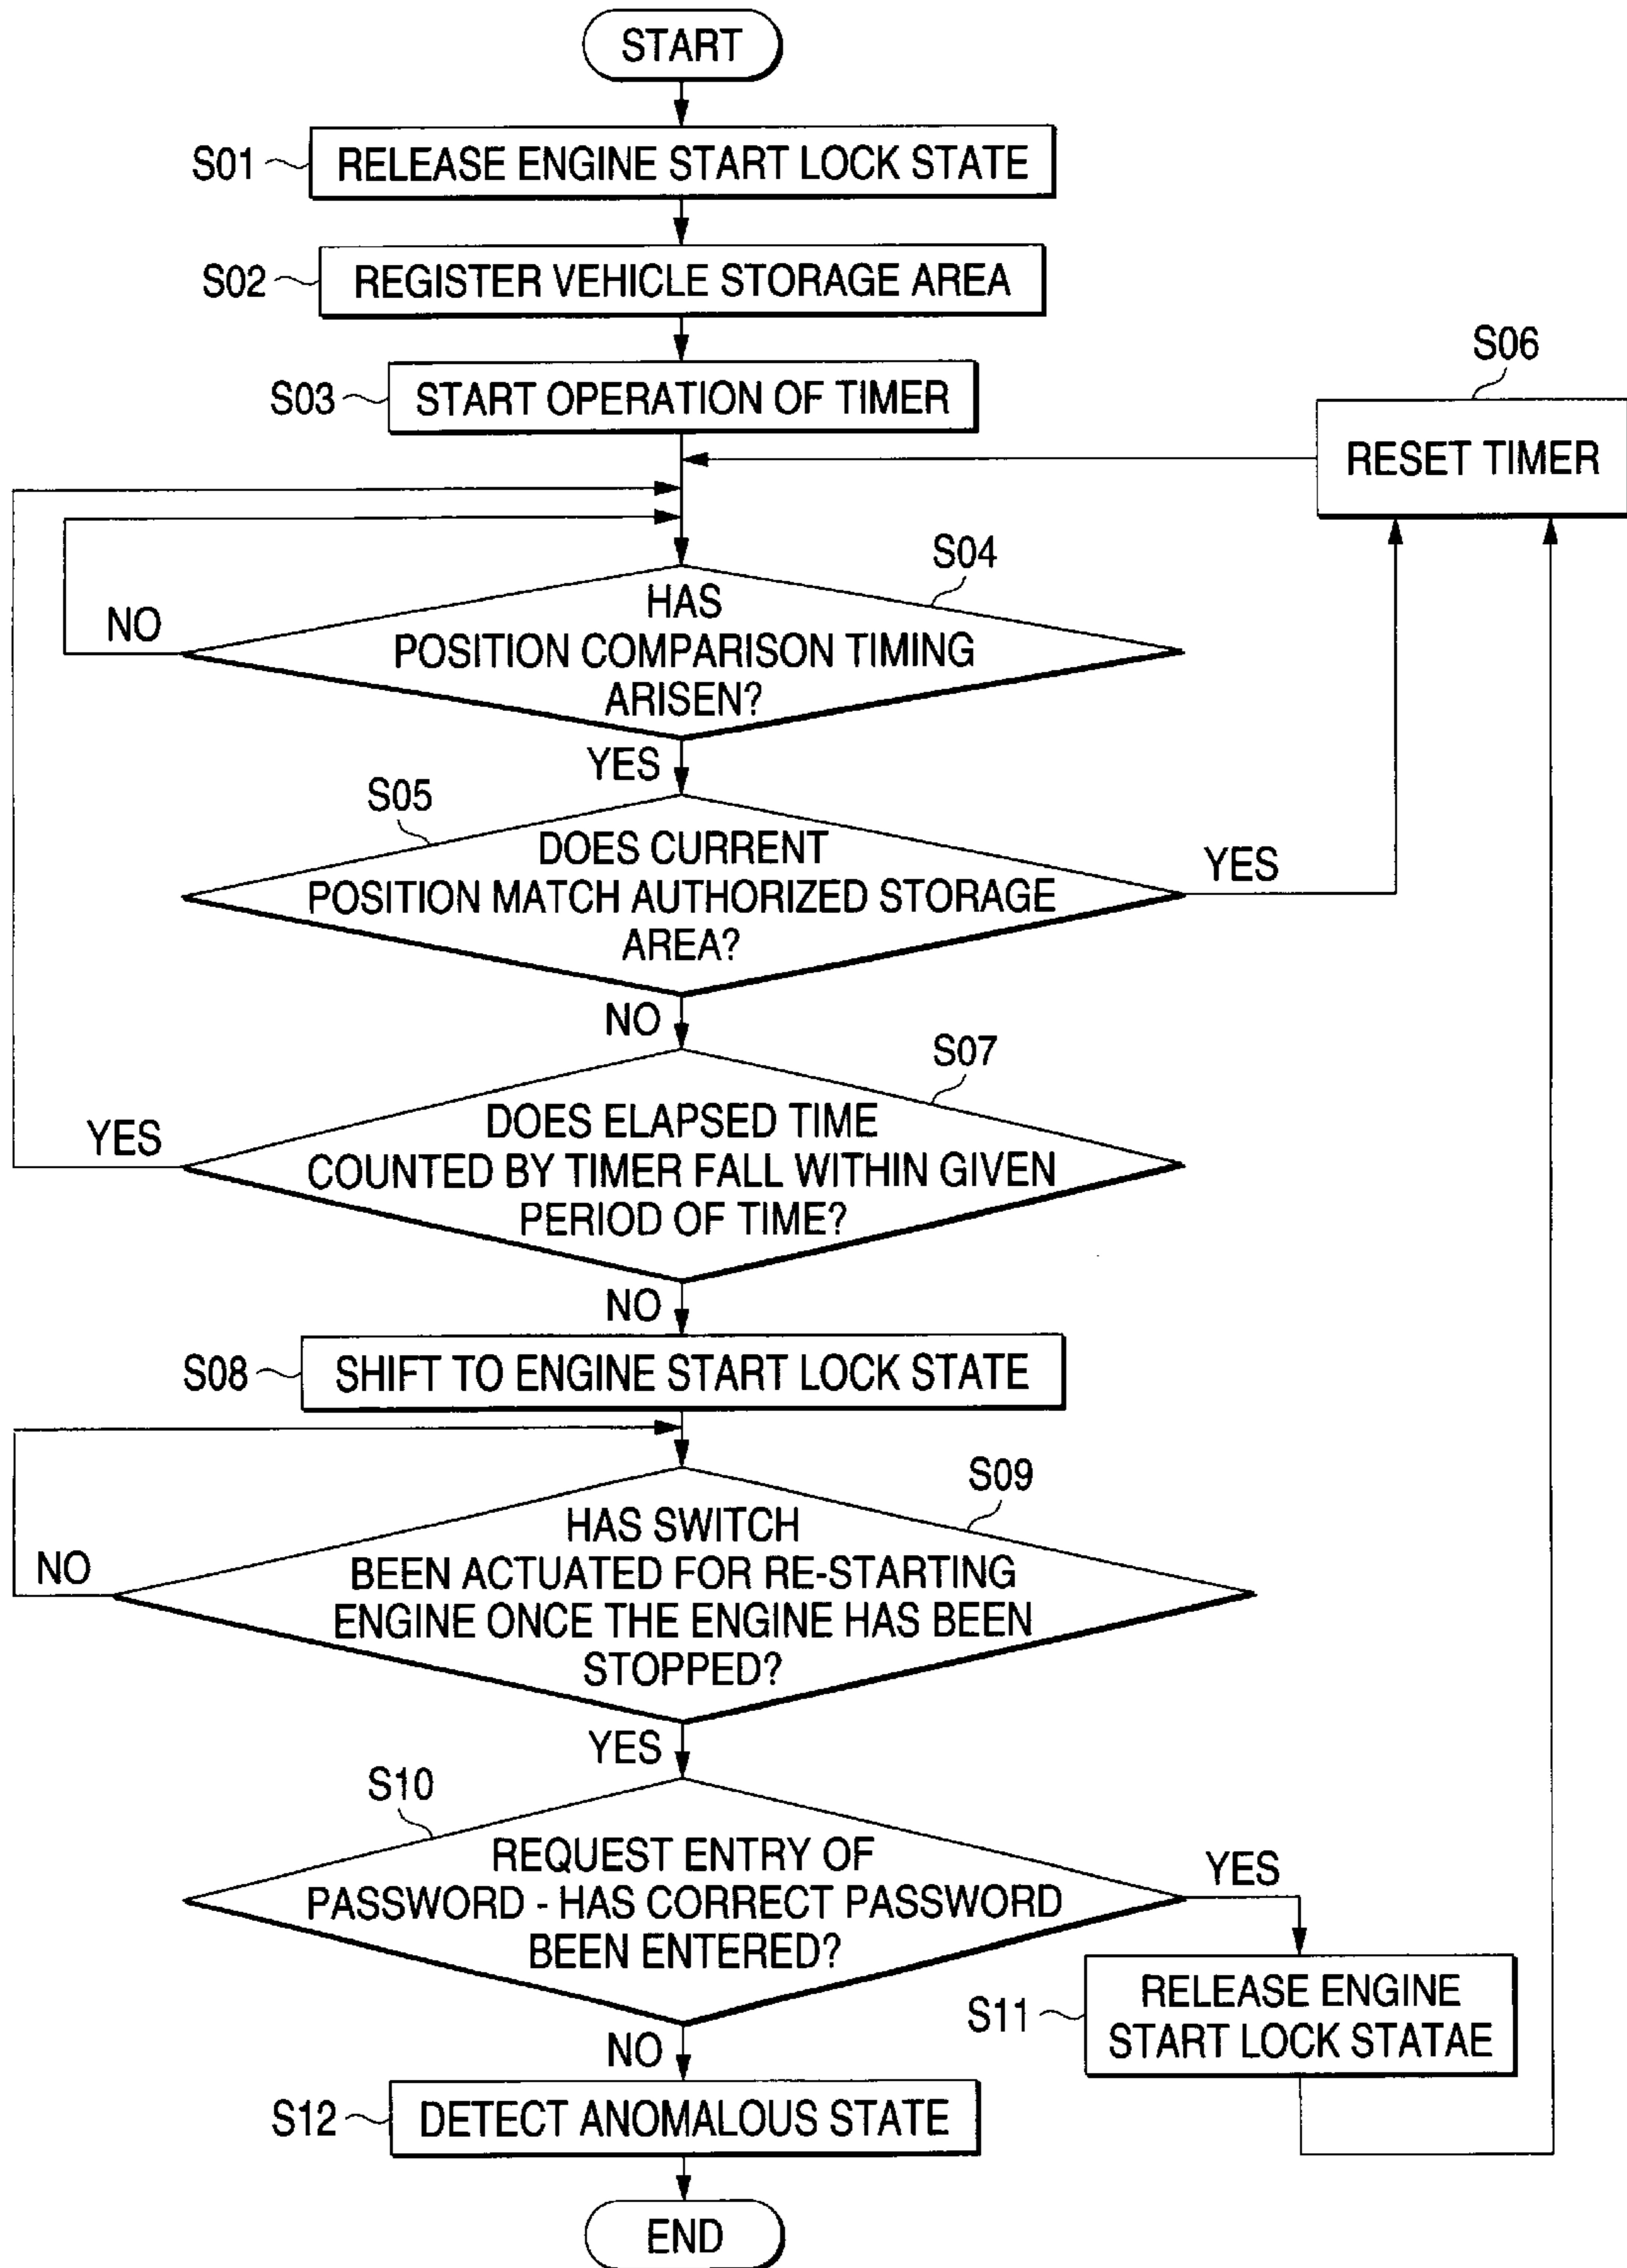 START
S01
RELEASE ENGINE START LOCK STATE
S02
REGISTER VEHICLE STORAGE AREA
S03
START OPERATION OF TIMER
S06
RESET TIMER
S04
HAS
POSITION COMPARISON TIMING
ARISEN?
NO
YES
S05
DOES CURRENT
POSITION MATCH AUTHORIZED STORAGE
AREA?
YES
NO
S07
DOES ELAPSED TIME
COUNTED BY TIMER FALL WITHIN GIVEN
PERIOD OF TIME?
YES
NO
S08
SHIFT TO ENGINE START LOCK STATE
S09
HAS SWITCH
BEEN ACTUATED FOR RE-STARTING
ENGINE ONCE THE ENGINE HAS BEEN
STOPPED?
NO
YES
S10
REQUEST ENTRY OF
PASSWORD - HAS CORRECT PASSWORD
BEEN ENTERED?
YES
S11
RELEASE ENGINE
START LOCK STATAE
NO
S12
DETECT ANOMALOUS STATE
END